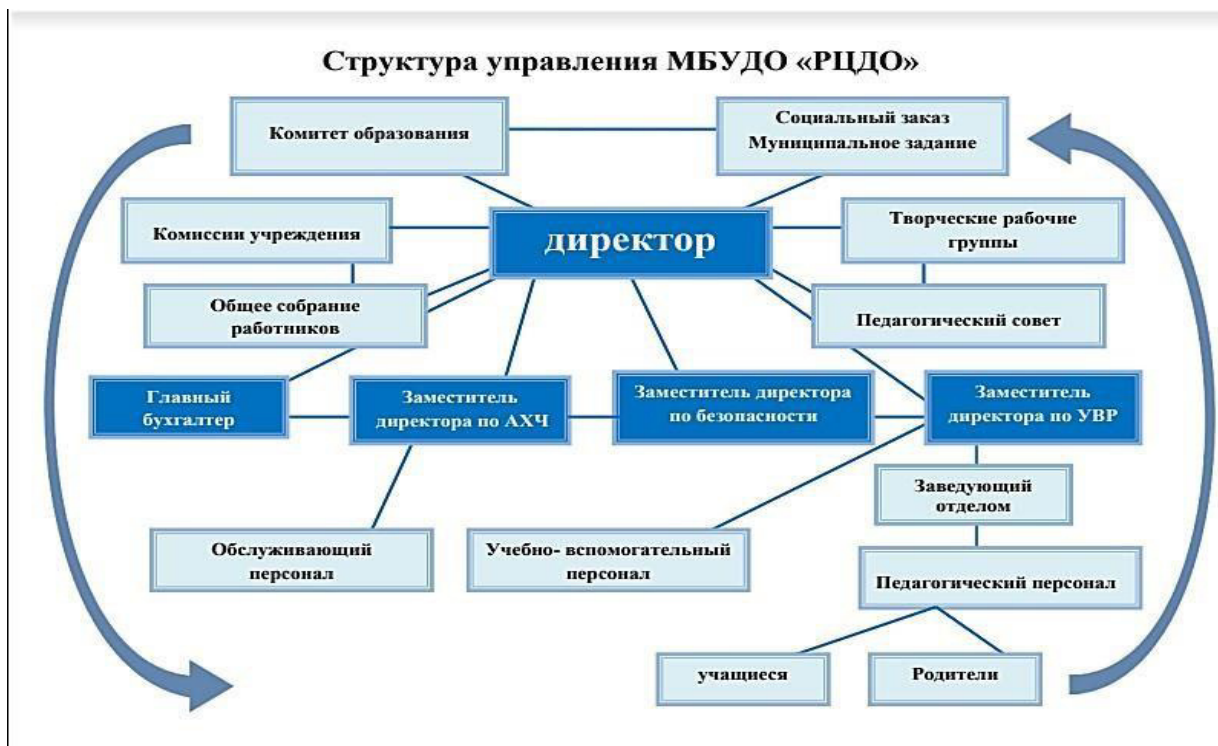 Структура управления МБУДО «РЦДО»
Комитет образования
Социальный заказ
Муниципальное задание
Комиссии учреждения
директор
Творческие рабочие
группы
Общее собрание
работников
Педагогический совет
Главный
бухгалтер
Заместитель
директора по АХЧ
Заместитель директора
по безопасности
Заместитель
директора по УВР
Заведующий
отделом
Обслуживающий
персонал
Учебно- вспомогательный
персонал
Педагогический персонал
учащиеся
Родители